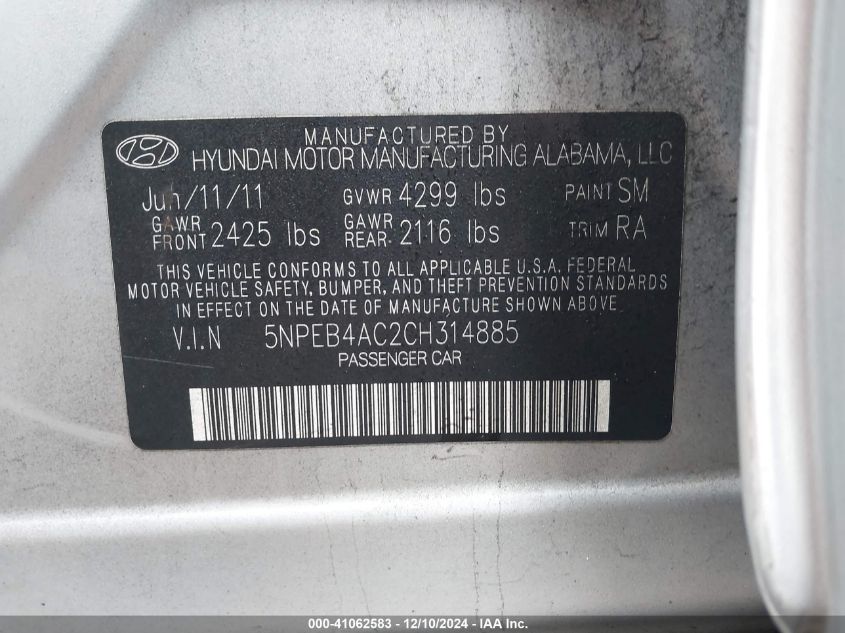 MANUFACTURED BY
HYUNDAI MOTOR MANUFACTURING ALABAMA, LLC
Jun/11/11 GVWR 4299 lbs PAINT SM
GAWR FRONT 2425 lbs GAWR REAR: 2116 lbs TRIM RA
THIS VEHICLE CONFORMS TO ALL APPLICABLE U.S.A. FEDERAL
MOTOR VEHICLE SAFETY, BUMPER, AND THEFT PREVENTION STANDARDS
IN EFFECT ON THE DATE OF MANUFACTURE SHOWN ABOVE
V.I.N 5NPEB4AC2CH314885
PASSENGER CAR
000-41062583 - 12/10/2024 - IAA Inc.